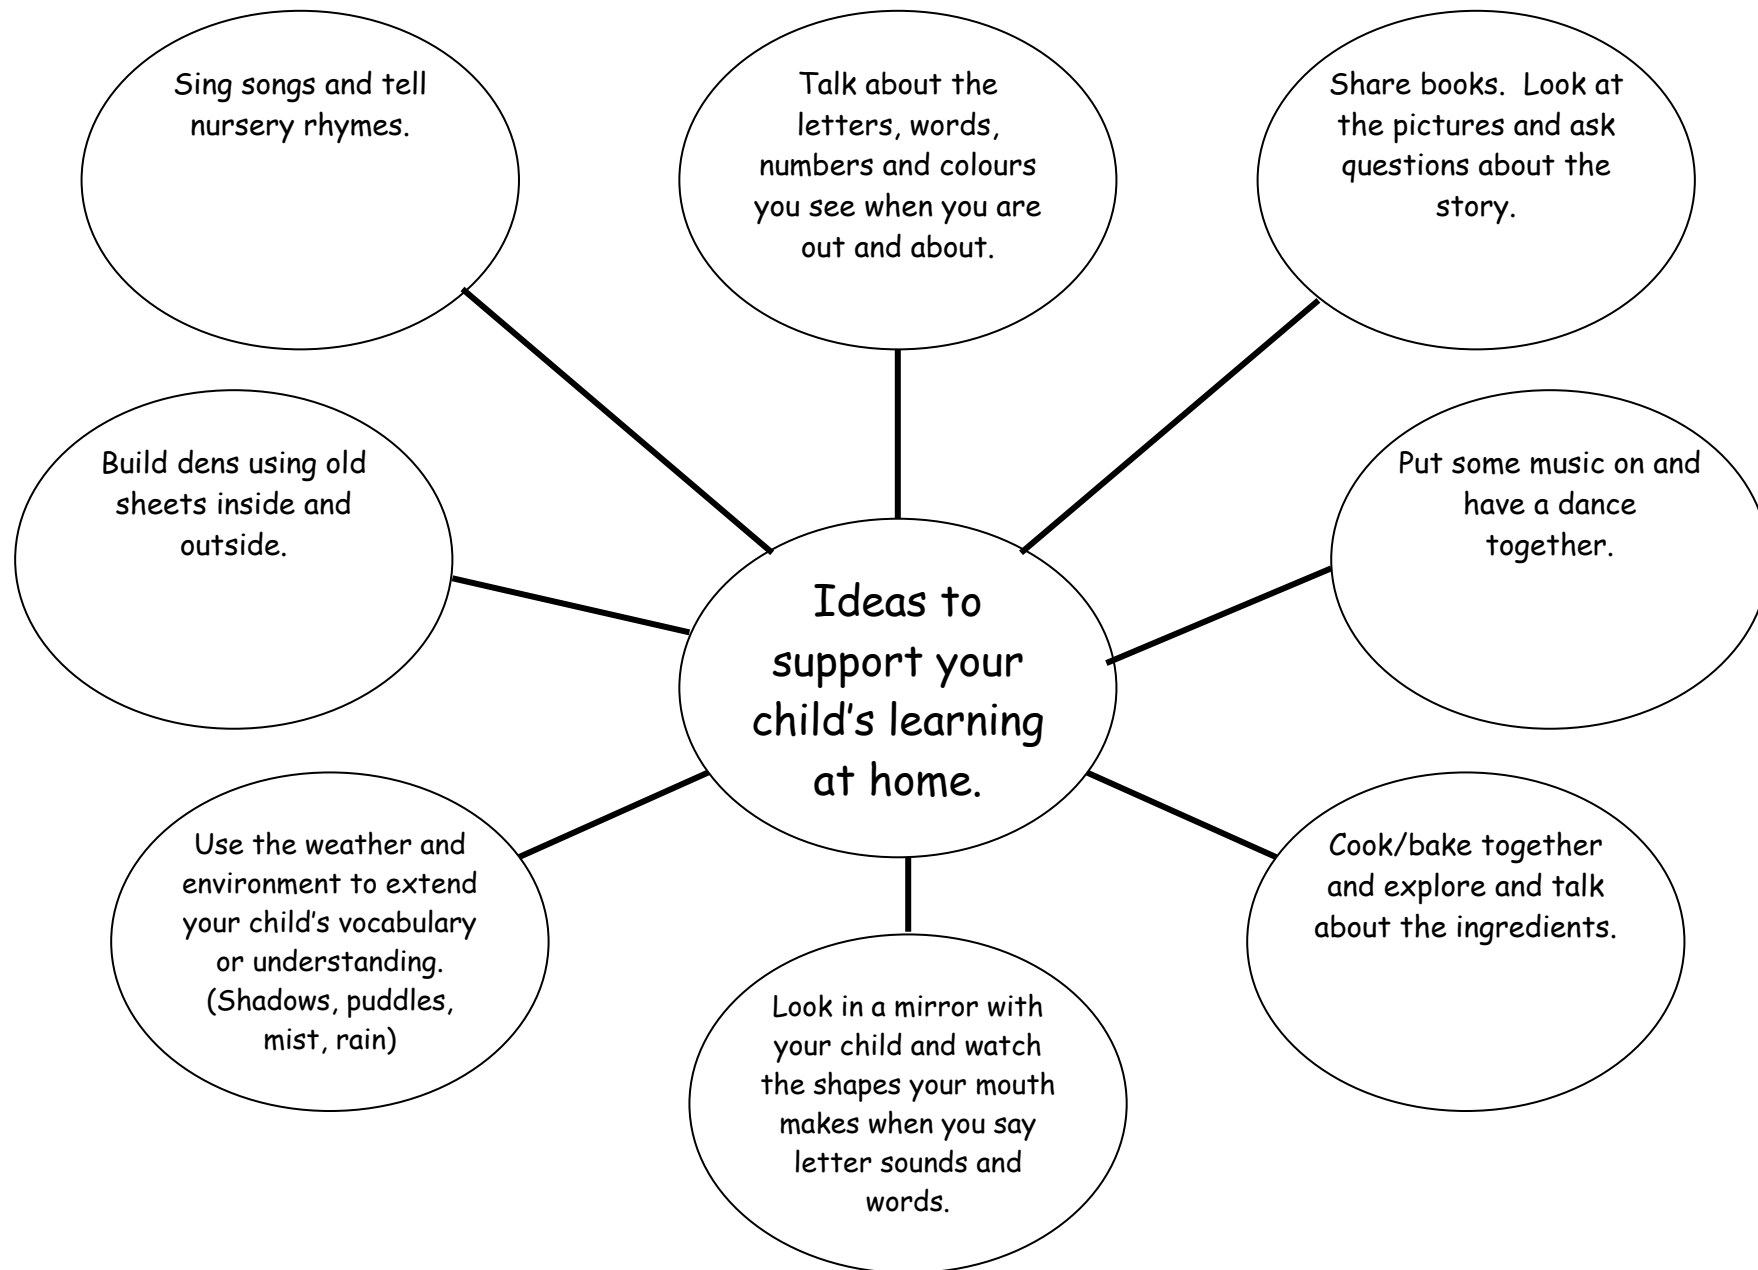 Sing songs and tell
nursery rhymes.
Talk about the
letters, words,
numbers and colours
you see when you are
out and about.
Share books.  Look at
the pictures and ask
questions about the
story.
Build dens using old
sheets inside and
outside.
Put some music on and
have a dance
together.
Ideas to
support your
child’s learning
at home.
Use the weather and
environment to extend
your child’s vocabulary
or understanding.
(Shadows, puddles,
mist, rain)
Look in a mirror with
your child and watch
the shapes your mouth
makes when you say
letter sounds and
words.
Cook/bake together
and explore and talk
about the ingredients.